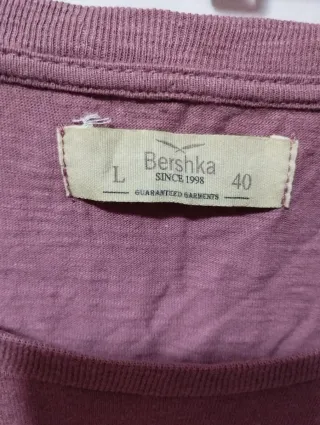 Bershka
L SINCE 1998 40
GUARANTEED GARMENTS